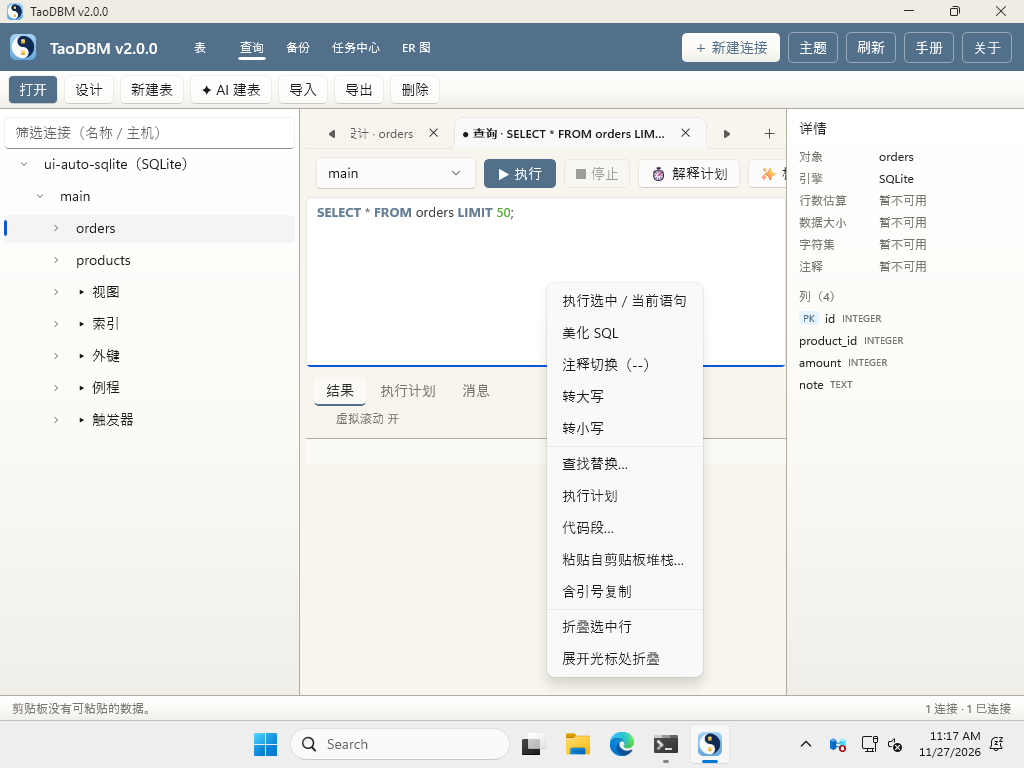 TaoDBM v2.0.0
TaoDBM v2.0.0
表
查询
备份
任务中心
ER 图
+ 新建连接
主题
刷新
手册
关于
打开
设计
新建表
✦ AI 建表
导入
导出
删除
筛选连接（名称 / 主机）
ui-auto-sqlite（SQLite）
main
orders
products
视图
索引
外键
例程
触发器
设计 · orders
● 查询 · SELECT * FROM orders LIM...
main
执行
停止
解释计划
SELECT * FROM orders LIMIT 50;
结果
执行计划
消息
虚拟滚动 开
执行选中 / 当前语句
美化 SQL
注释切换（--）
转大写
转小写
查找替换...
执行计划
代码段...
粘贴自剪贴板堆栈...
含引号复制
折叠选中行
展开光标处折叠
详情
对象 orders
引擎 SQLite
行数估算 暂不可用
数据大小 暂不可用
字符集 暂不可用
注释 暂不可用
列（4）
PK id INTEGER
product_id INTEGER
amount INTEGER
note TEXT
剪贴板没有可粘贴的数据。
1 连接 · 1 已连接
Search
11:17 AM
11/27/2026